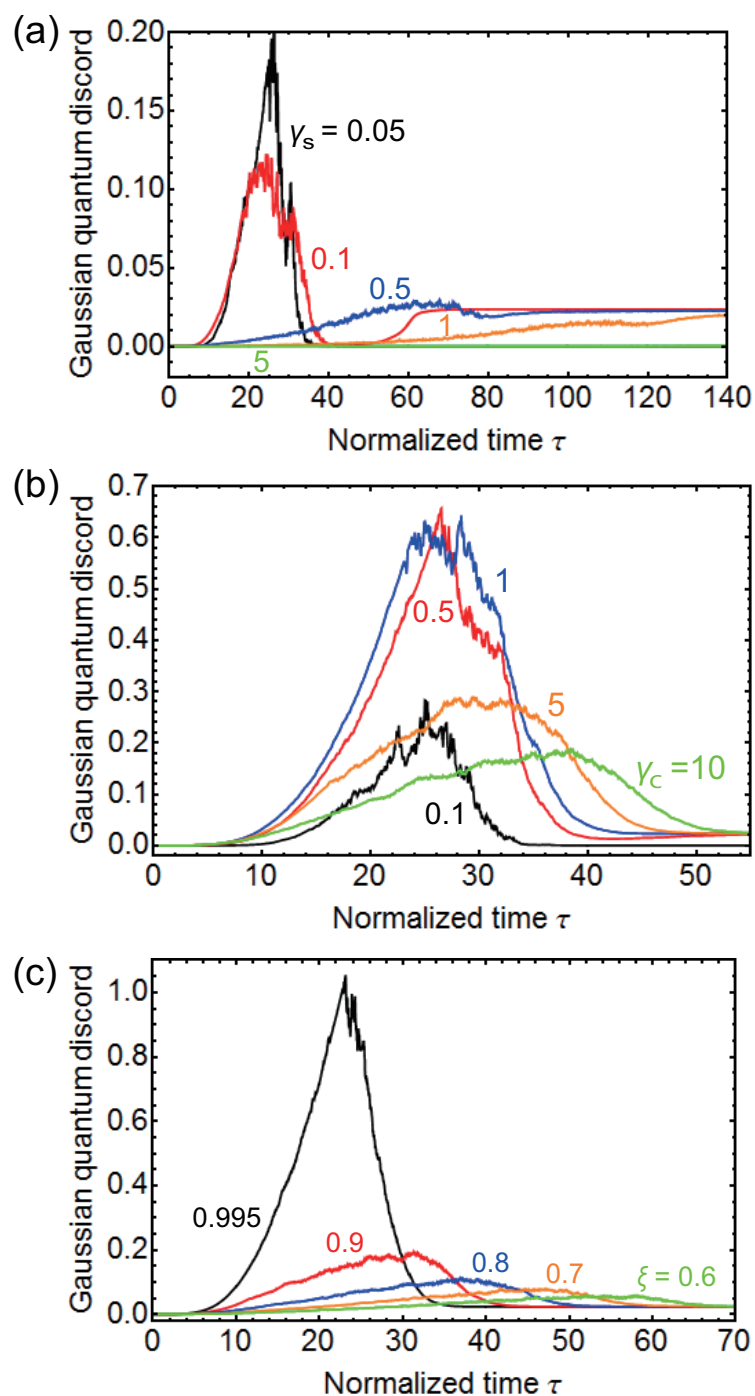 (a)
Gaussian quantum discord
0.20
0.15
0.10
0.05
0.00
γs = 0.05
0.1
0.5
1
5
0 20 40 60 80 100 120 140
Normalized time τ
(b)
Gaussian quantum discord
0.7
0.6
0.5
0.4
0.3
0.2
0.1
0.0
1
0.5
5
γc =10
0.1
0 10 20 30 40 50
Normalized time τ
(c)
Gaussian quantum discord
1.0
0.8
0.6
0.4
0.2
0.0
0.995
0.9
0.8
0.7
ξ = 0.6
0 10 20 30 40 50 60 70
Normalized time τ